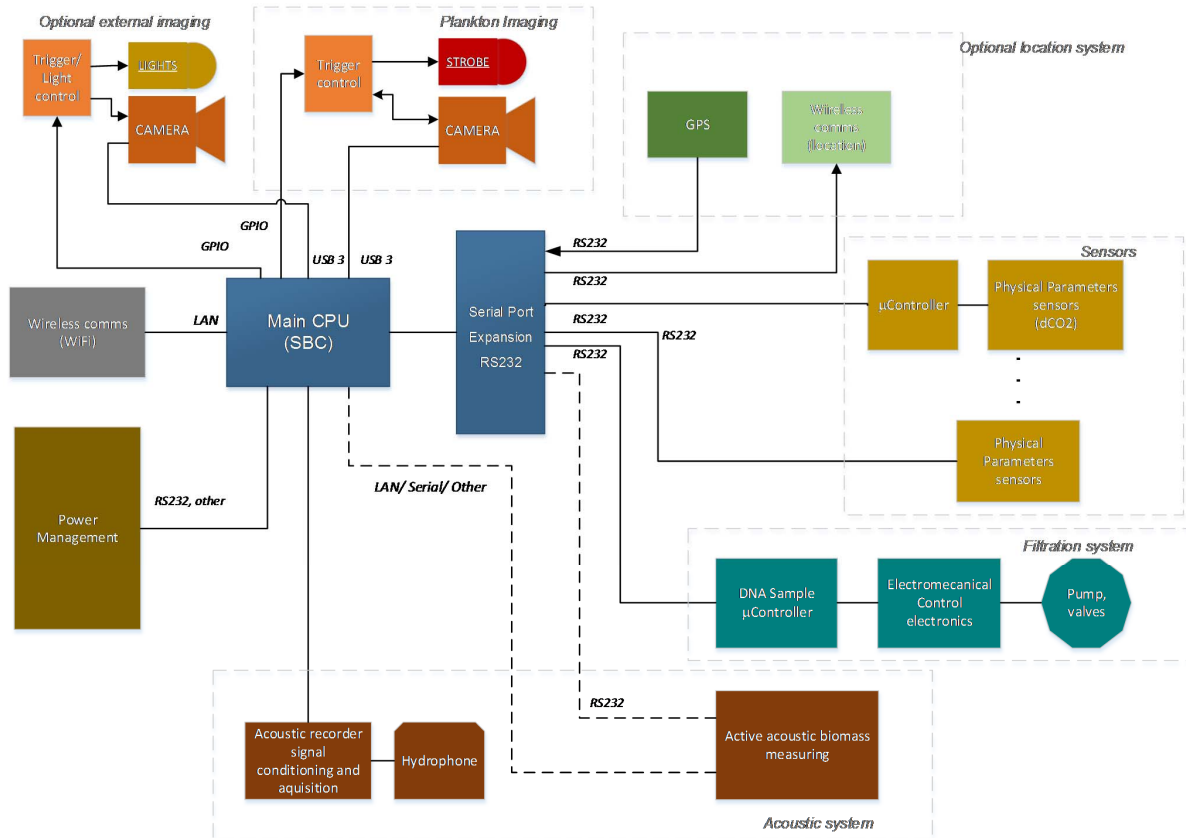 Optional external imaging
Plankton Imaging
Optional location system
Trigger/
Light
control
LIGHTS
CAMERA
Trigger
control
STROBE
CAMERA
GPS
Wireless
comms
(location)
GPIO
GPIO
USB 3
USB 3
RS232
RS232
RS232
RS232
RS232
Sensors
µController
Physical Parameters
sensors
(dCO2)
Physical
Parameters
sensors
Wireless comms
(WiFi)
LAN
Main CPU
(SBC)
Serial Port
Expansion
RS232
Power
Management
RS232, other
LAN/ Serial/ Other
Filtration system
DNA Sample
µController
Electromecanical
Control
electronics
Pump,
valves
RS232
Acoustic recorder
signal
conditioning and
aquisition
Hydrophone
Active acoustic biomass
measuring
Acoustic system